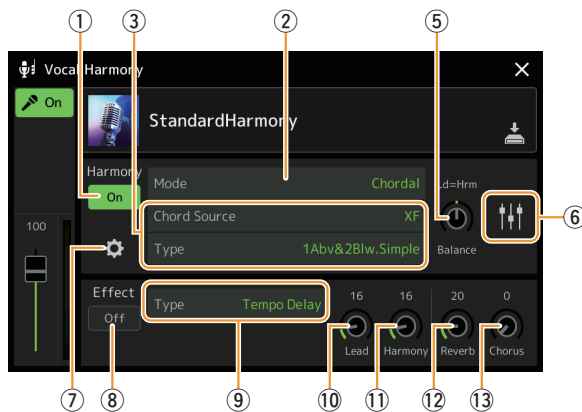 ① ③ ② ⑤
Vocal Harmony
On
StandardHarmony
Harmony
On
Mode Chordal
Ld=Hrm
Chord Source XF
Type 1Abv&2Blw.Simple
Balance
⑥
100
Effect
Off
Type Tempo Delay
16 16 20 0
Lead Harmony Reverb Chorus
⑦ ⑧ ⑨ ⑩ ⑪ ⑫ ⑬